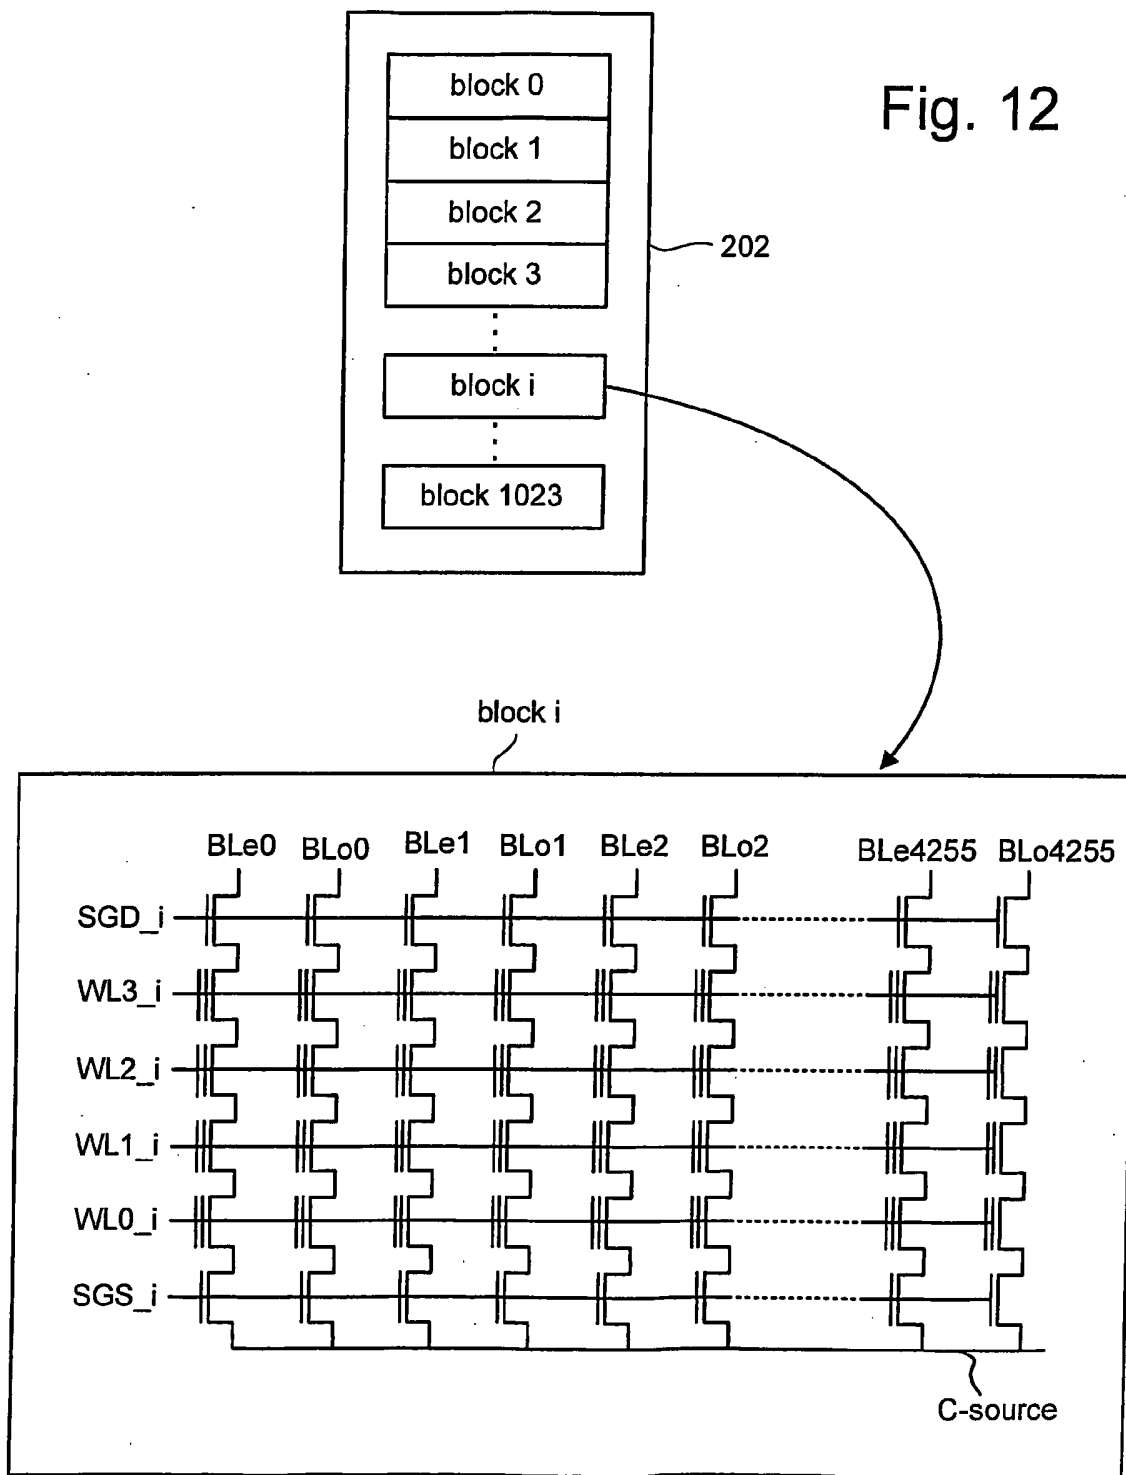 Fig. 12
block 0
block 1
block 2
block 3
202
block i
block 1023
block i
BLe0 BLo0 BLe1 BLo1 BLe2 BLo2 BLe4255 BLo4255
SGD_i
WL3_i
WL2_i
WL1_i
WL0_i
SGS_i
C-source